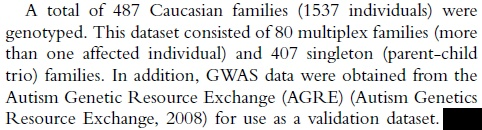 A total of 487 Caucasian families (1537 individuals) were
genotyped. This dataset consisted of 80 multiplex families (more
than one affected individual) and 407 singleton (parent-child
trio) families. In addition, GWAS data were obtained from the
Autism Genetic Resource Exchange (AGRE) (Autism Genetics
Resource Exchange, 2008) for use as a validation dataset.